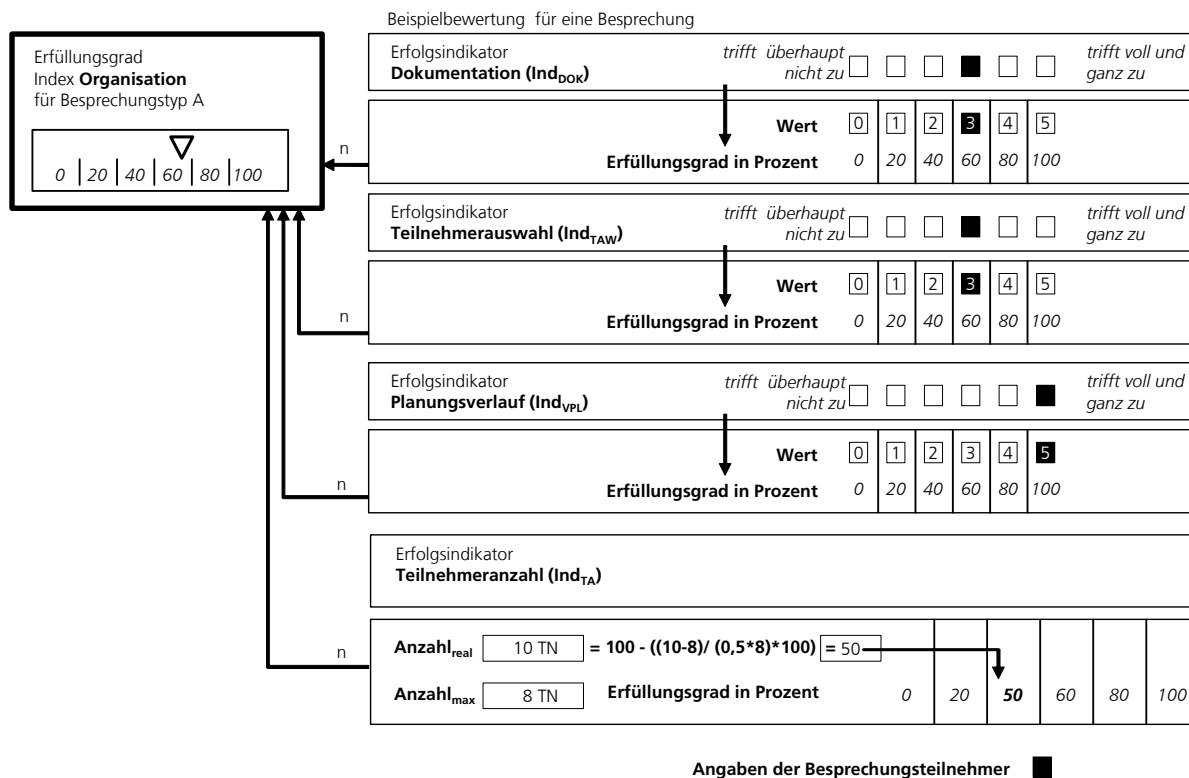 Beispielbewertung für eine Besprechung
Erfüllungsgrad
Index Organisation
für Besprechungstyp A
0 20 40 60 80 100
Erfolgsindikator
Dokumentation (Ind_DOK)
trifft überhaupt
nicht zu
trifft voll und
ganz zu
Wert 0 1 2 3 4 5
Erfüllungsgrad in Prozent 0 20 40 60 80 100
n
Erfolgsindikator
Teilnehmerauswahl (Ind_TAW)
trifft überhaupt
nicht zu
trifft voll und
ganz zu
Wert 0 1 2 3 4 5
Erfüllungsgrad in Prozent 0 20 40 60 80 100
n
Erfolgsindikator
Planungsverlauf (Ind_VPL)
trifft überhaupt
nicht zu
trifft voll und
ganz zu
Wert 0 1 2 3 4 5
Erfüllungsgrad in Prozent 0 20 40 60 80 100
n
Erfolgsindikator
Teilnehmeranzahl (Ind_TA)
n
Anzahl_real 10 TN = 100 - ((10-8)/ (0,5*8)*100) = 50
Anzahl_max 8 TN Erfüllungsgrad in Prozent 0 20 50 60 80 100
Angaben der Besprechungsteilnehmer